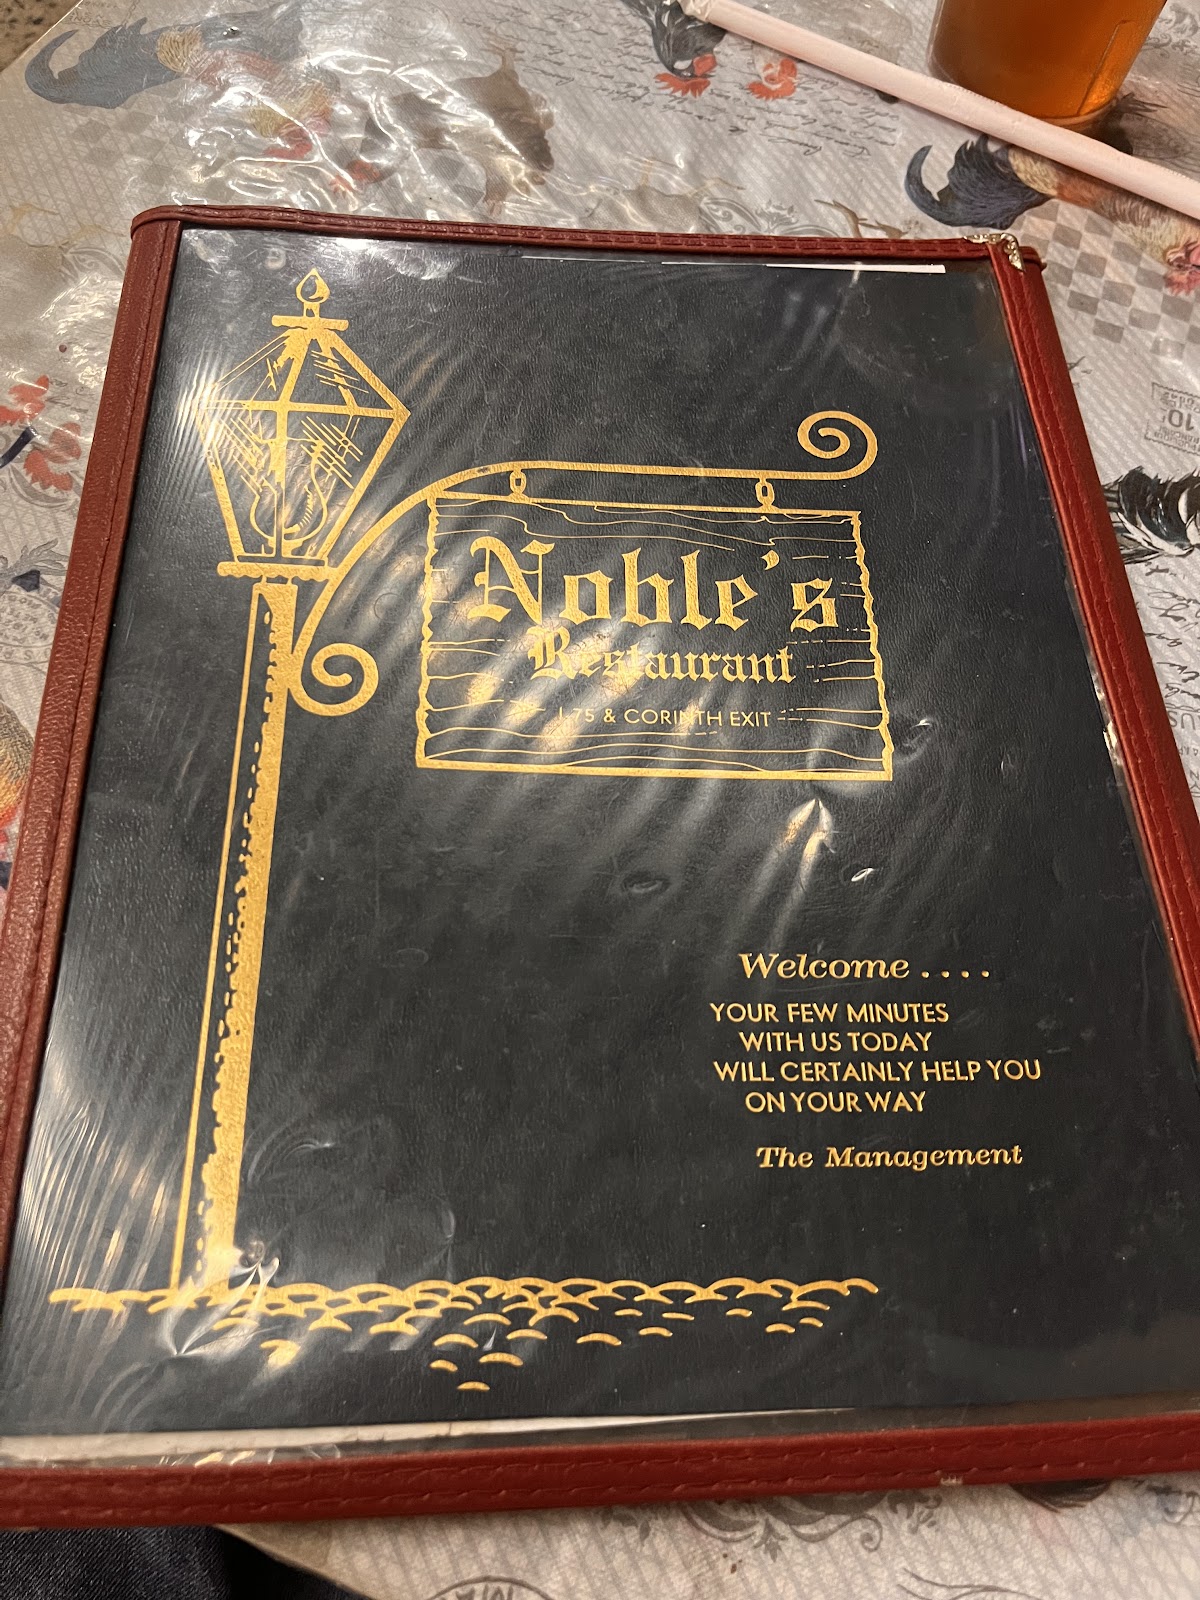 Noble's
Restaurant
I-75 & CORINTH EXIT
Welcome . . . .
YOUR FEW MINUTES
WITH US TODAY
WILL CERTAINLY HELP YOU
ON YOUR WAY
The Management